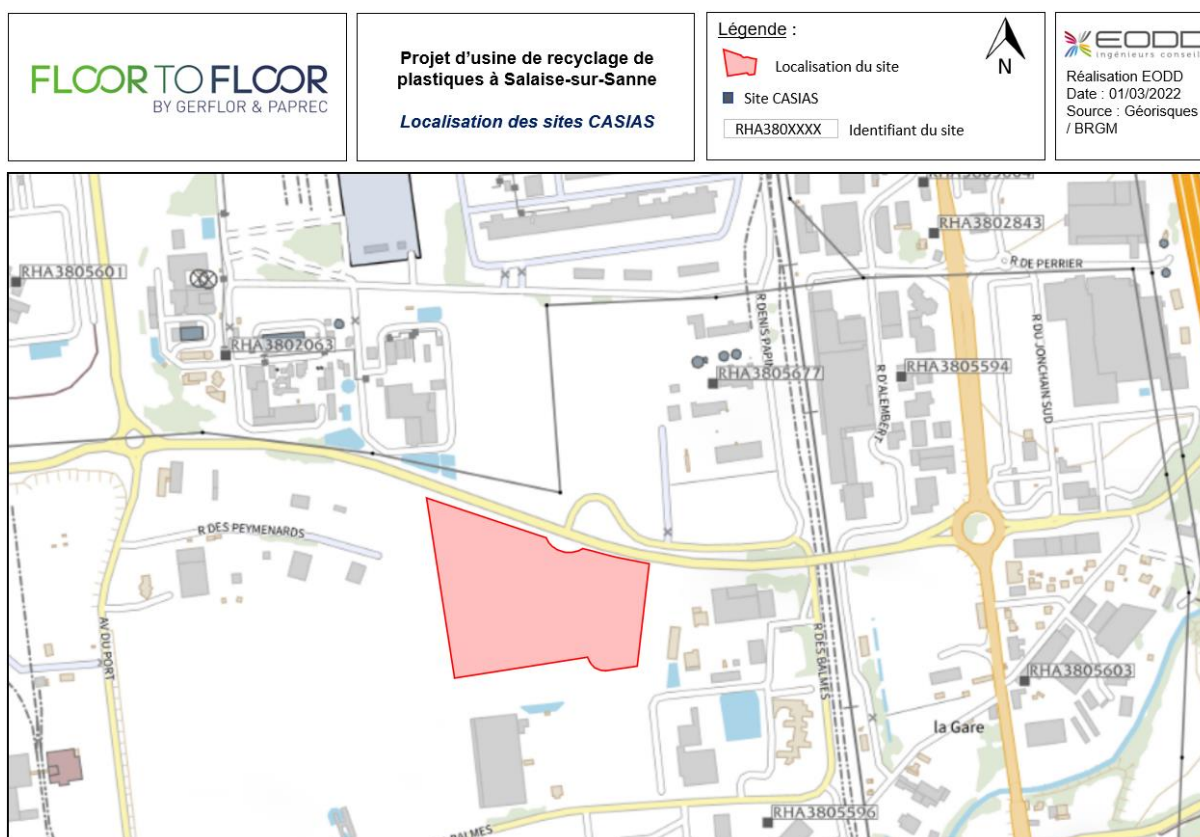 FLOOR TO FLOOR
BY GERFLOR & PAPREC
Projet d'usine de recyclage de
plastiques à Salaise-sur-Sanne
Localisation des sites CASIAS
Légende :
Localisation du site
Site CASIAS
RHA380XXXX Identifiant du site
N
EODD
ingénieurs conseil
Réalisation EODD
Date : 01/03/2022
Source : Géorisques
/ BRGM
RHA3802843
R DE PERRIER
RHA3805601
R DENIS PAPIN
R DU JONCHAIN SUD
RHA3802063
RHA3805677
R D'ALEMBERT
RHA3805594
R DES PEYMENARDS
AV DU PORT
R DES BALMES
RHA3805603
la Gare
RHA3805596
BALMES